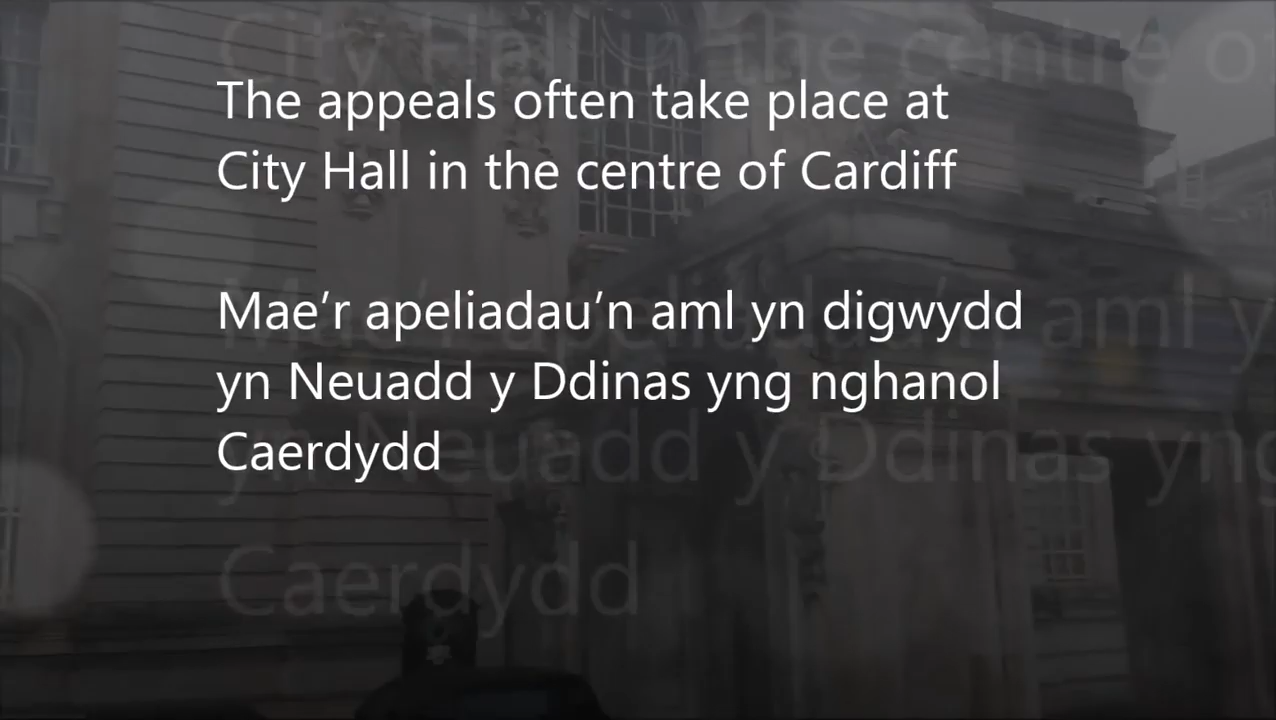 The appeals often take place at
City Hall in the centre of Cardiff
Mae’r apeliadau’n aml yn digwydd
yn Neuadd y Ddinas yng nghanol
Caerdydd